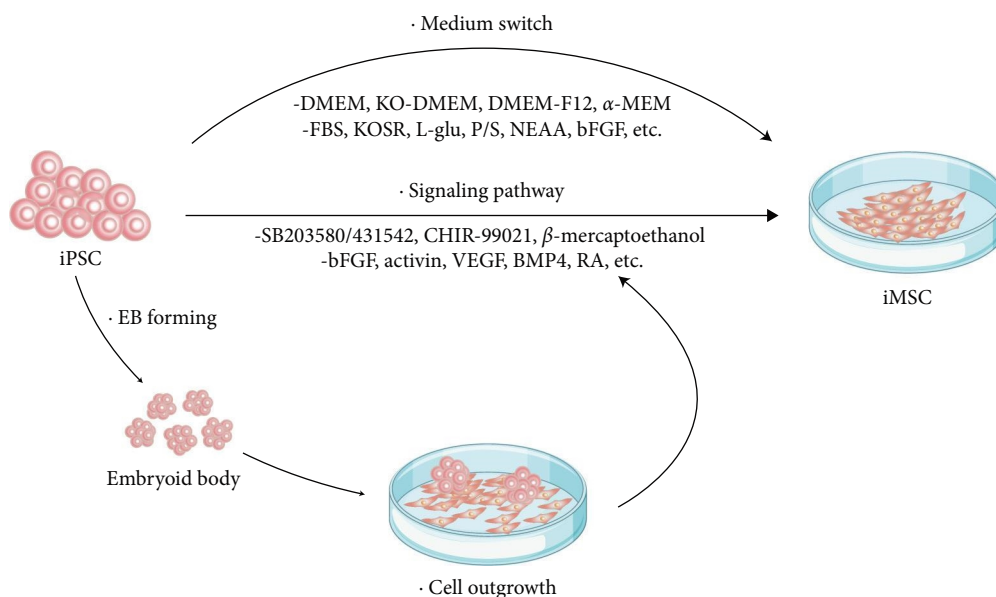 · Medium switch
-DMEM, KO-DMEM, DMEM-F12, α-MEM
-FBS, KOSR, L-glu, P/S, NEAA, bFGF, etc.
· Signaling pathway
-SB203580/431542, CHIR-99021, β-mercaptoethanol
-bFGF, activin, VEGF, BMP4, RA, etc.
iPSC
iMSC
· EB forming
Embryoid body
· Cell outgrowth